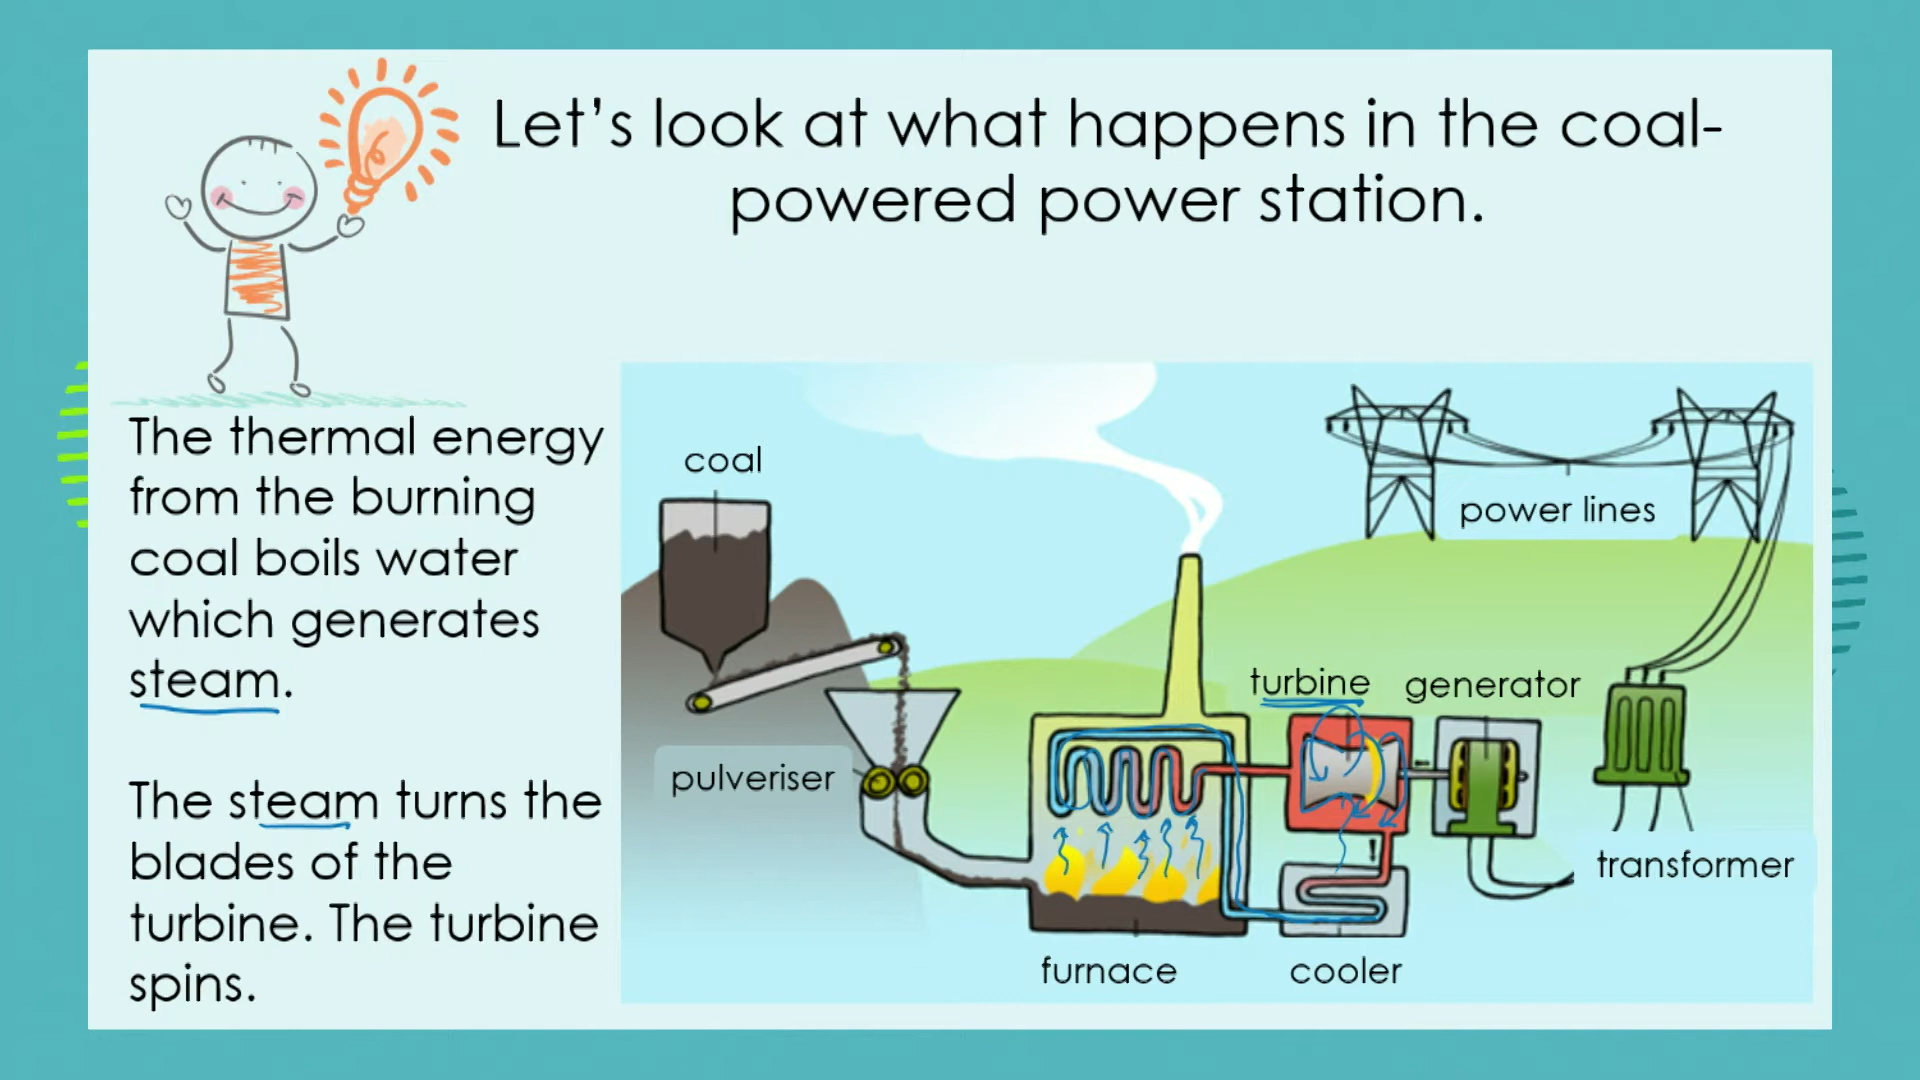 Let's look at what happens in the coal-
powered power station.
The thermal energy
from the burning
coal boils water
which generates
steam.
The steam turns the
blades of the
turbine. The turbine
spins.
coal
power lines
turbine
generator
pulveriser
transformer
furnace
cooler